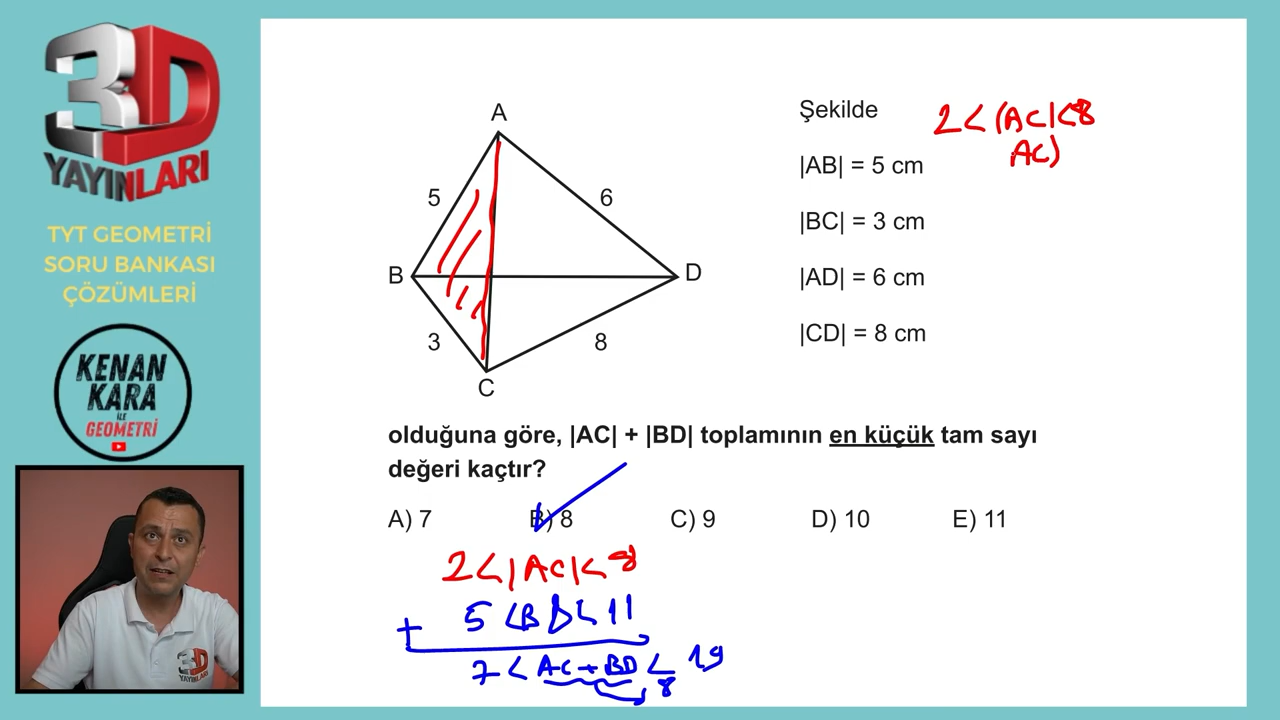 3D
YAYINLARI
TYT GEOMETRİ
SORU BANKASI
ÇÖZÜMLERİ
KENAN
KARA
İLE
GEOMETRİ
3D
YAYINLARI
A
5
6
B
D
3
8
C
Şekilde
2 < (AC| < 8
AC)
|AB| = 5 cm
|BC| = 3 cm
|AD| = 6 cm
|CD| = 8 cm
olduğuna göre, |AC| + |BD| toplamının en küçük tam sayı
değeri kaçtır?
A) 7 B) 8 C) 9 D) 10 E) 11
2 < |AC| < 8
+ 5 < BD < 11
7 < AC + BD < 19
8